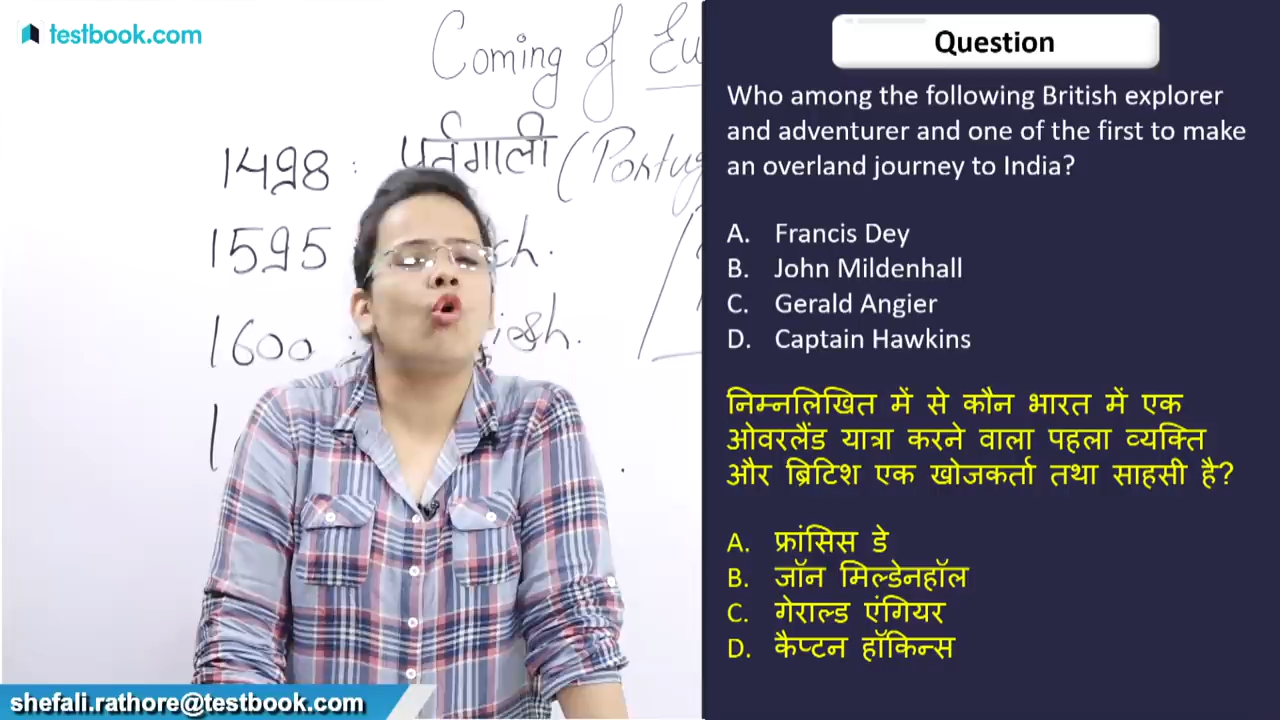 testbook.com
Coming of Eu
1498 : पुर्तगाली (Portug
1595 ch.
1600 :
shefali.rathore@testbook.com
Question
Who among the following British explorer
and adventurer and one of the first to make
an overland journey to India?
A. Francis Dey
B. John Mildenhall
C. Gerald Angier
D. Captain Hawkins
निम्नलिखित में से कौन भारत में एक
ओवरलैंड यात्रा करने वाला पहला व्यक्ति
और ब्रिटिश एक खोजकर्ता तथा साहसी है?
A. फ्रांसिस डे
B. जॉन मिल्डेनहॉल
C. गेराल्ड एंगियर
D. कैप्टन हॉकिन्स